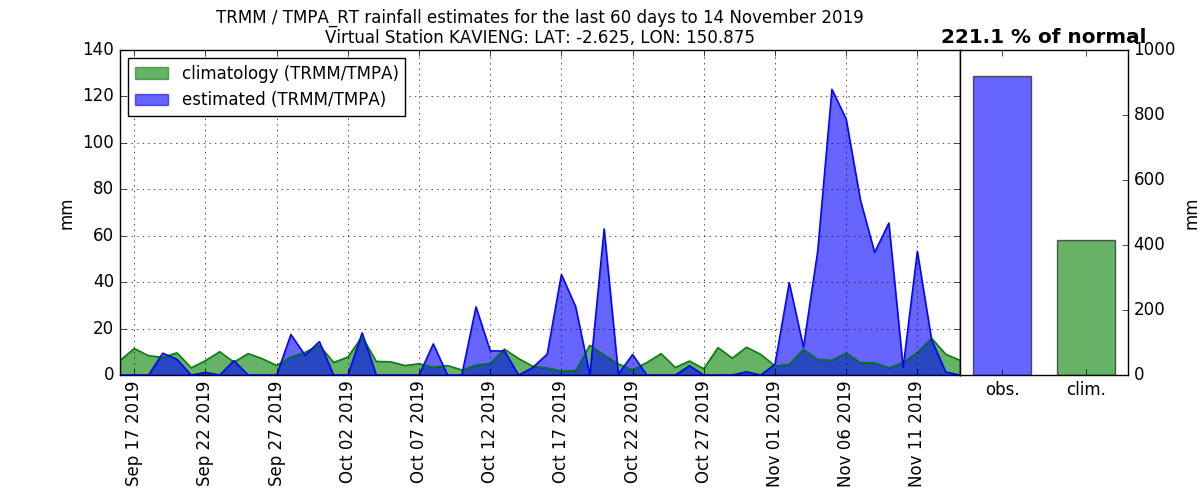 TRMM / TMPA_RT rainfall estimates for the last 60 days to 14 November 2019
Virtual Station KAVIENG: LAT: -2.625, LON: 150.875
221.1 % of normal
climatology (TRMM/TMPA)
estimated (TRMM/TMPA)
140
120
100
80
60
40
20
0
mm
1000
800
600
400
200
0
mm
Sep 17 2019
Sep 22 2019
Sep 27 2019
Oct 02 2019
Oct 07 2019
Oct 12 2019
Oct 17 2019
Oct 22 2019
Oct 27 2019
Nov 01 2019
Nov 06 2019
Nov 11 2019
obs.
clim.